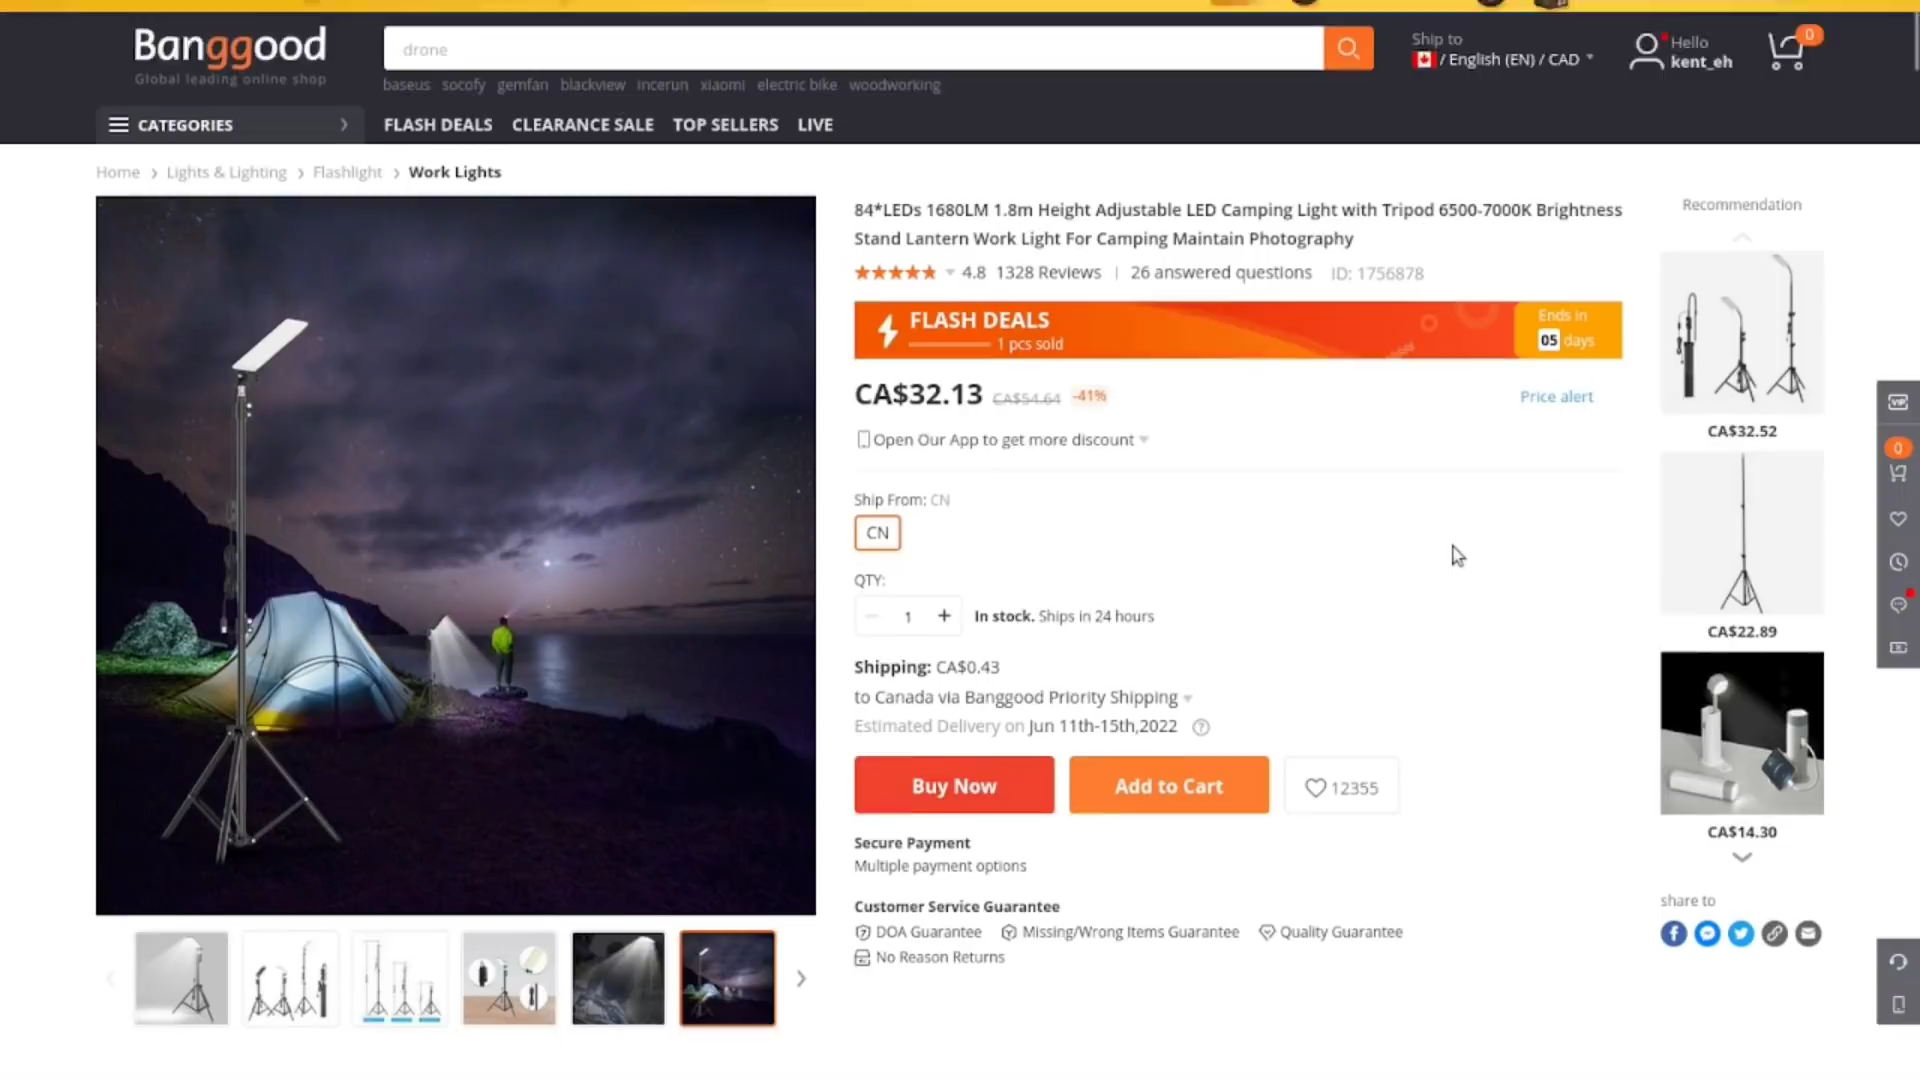 Banggood
Global leading online shop
drone
Ship to
/ English (EN) / CAD
Hello
kent_eh
0
baseus socofy gemfan blackview incerun xiaomi electric bike woodworking
CATEGORIES
FLASH DEALS CLEARANCE SALE TOP SELLERS LIVE
Home > Lights & Lighting > Flashlight > Work Lights
84*LEDs 1680LM 1.8m Height Adjustable LED Camping Light with Tripod 6500-7000K Brightness
Stand Lantern Work Light For Camping Maintain Photography
4.8 1328 Reviews | 26 answered questions ID: 1756878
FLASH DEALS
1 pcs sold
Ends in
05 days
CA$32.13 CA$54.64 -41%
Price alert
Open Our App to get more discount
Ship From: CN
CN
QTY:
− 1 + In stock. Ships in 24 hours
Shipping: CA$0.43
to Canada via Banggood Priority Shipping
Estimated Delivery on Jun 11th-15th,2022 ?
Buy Now
Add to Cart
12355
Secure Payment
Multiple payment options
Customer Service Guarantee
DOA Guarantee Missing/Wrong Items Guarantee Quality Guarantee
No Reason Returns
Recommendation
CA$32.52
CA$22.89
CA$14.30
share to
VIP
0